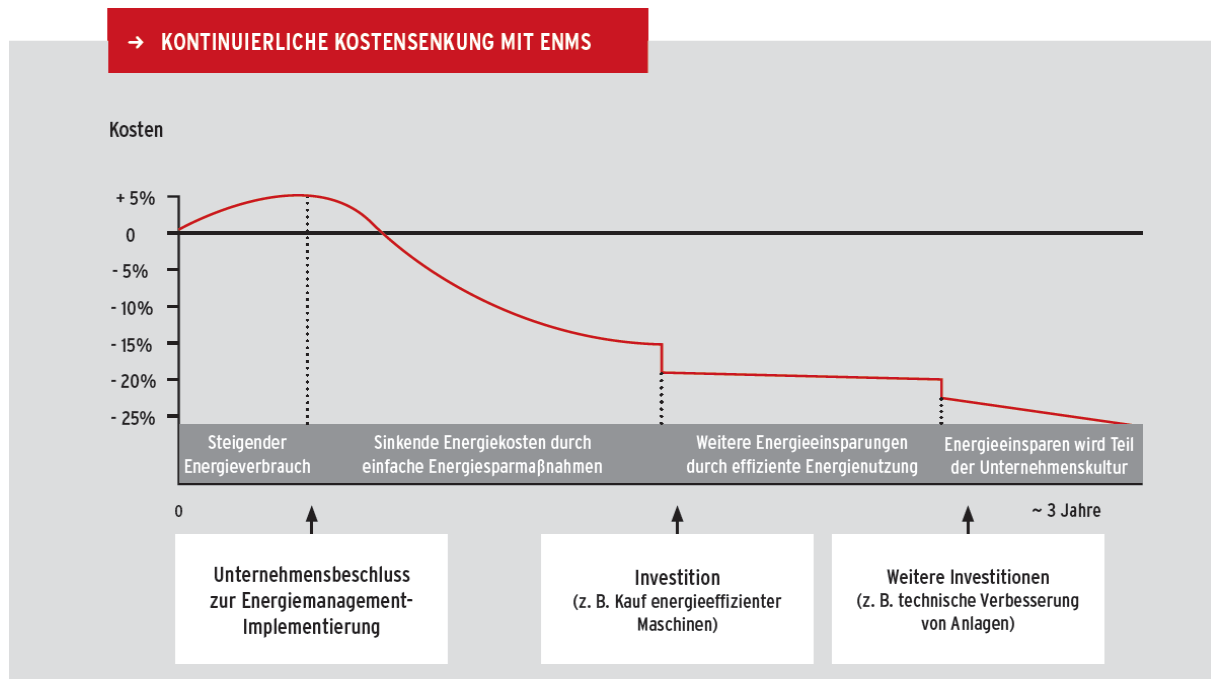 → KONTINUIERLICHE KOSTENSENKUNG MIT ENMS
Kosten
+ 5%
0
- 5%
- 10%
- 15%
- 20%
- 25%
Steigender
Energieverbrauch
Sinkende Energiekosten durch
einfache Energiesparmaßnahmen
Weitere Energieeinsparungen
durch effiziente Energienutzung
Energieeinsparen wird Teil
der Unternehmenskultur
0
~ 3 Jahre
Unternehmensbeschluss
zur Energiemanagement-
Implementierung
Investition
(z. B. Kauf energieeffizienter
Maschinen)
Weitere Investitionen
(z. B. technische Verbesserung
von Anlagen)